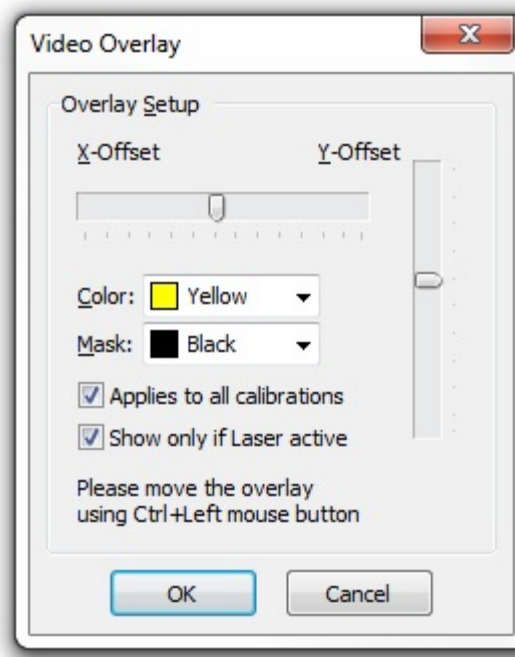 Video Overlay
Overlay Setup
X-Offset Y-Offset
Color: Yellow
Mask: Black
Applies to all calibrations
Show only if Laser active
Please move the overlay
using Ctrl+Left mouse button
OK Cancel